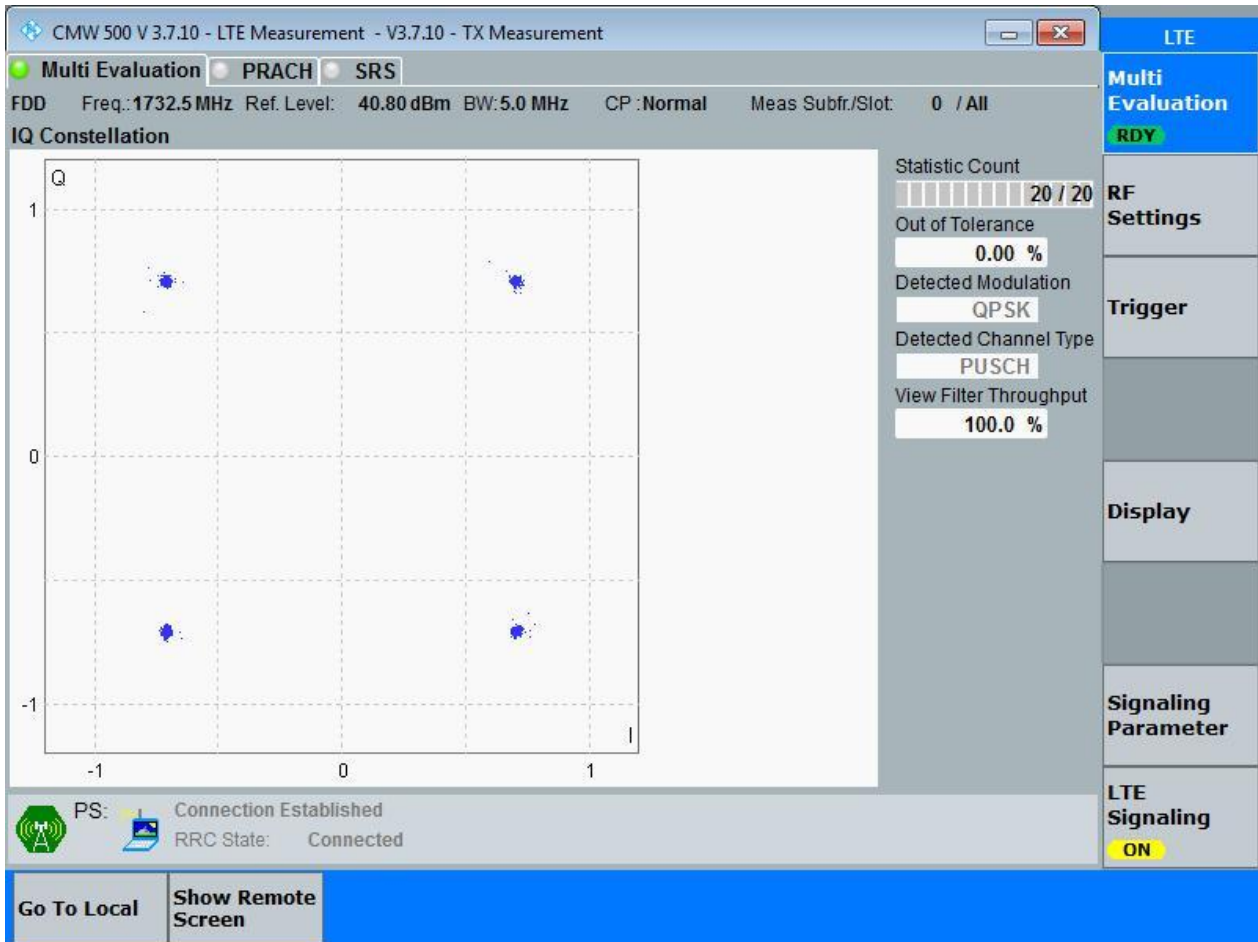 CMW 500 V 3.7.10 - LTE Measurement - V3.7.10 - TX Measurement
LTE
Multi Evaluation PRACH SRS
FDD Freq.: 1732.5 MHz Ref. Level: 40.80 dBm BW: 5.0 MHz CP : Normal Meas Subfr./Slot: 0 / All
IQ Constellation
Q
1
0
-1
I
-1 0 1
Statistic Count
20 / 20
Out of Tolerance
0.00 %
Detected Modulation
QPSK
Detected Channel Type
PUSCH
View Filter Throughput
100.0 %
Multi
Evaluation
RDY
RF
Settings
Trigger
Display
Signaling
Parameter
LTE
Signaling
ON
PS: Connection Established
RRC State: Connected
Go To Local
Show Remote
Screen